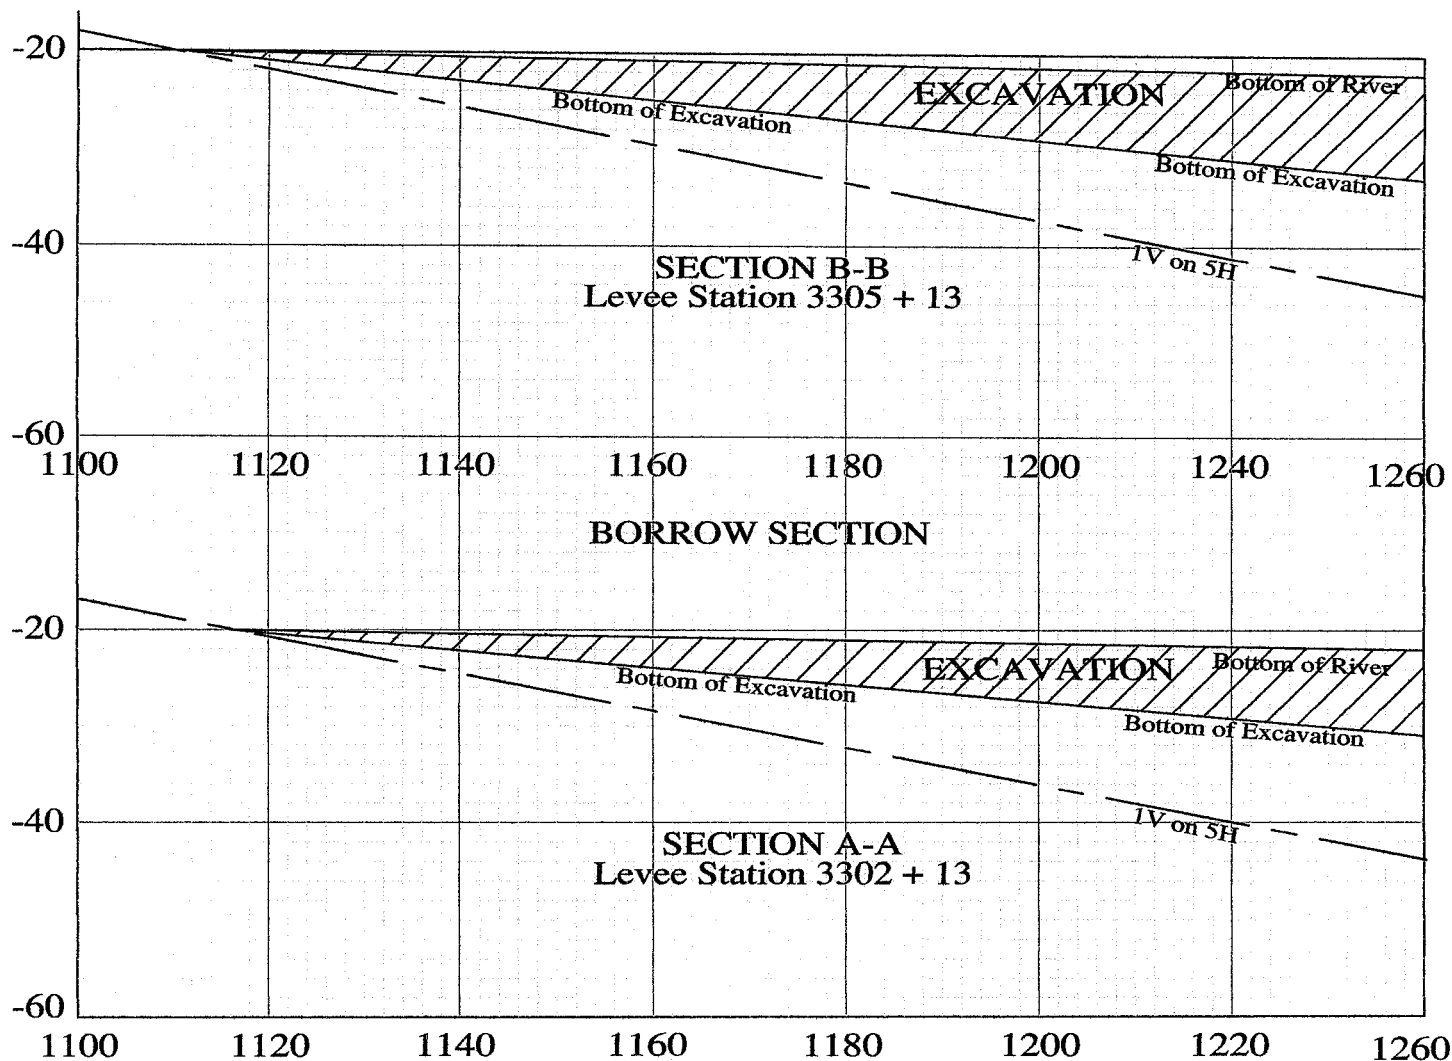 -20
Bottom of River
EXCAVATION
Bottom of Excavation
Bottom of Excavation
-40
1V on 5H
SECTION B-B
Levee Station 3305 + 13
-60
1100 1120 1140 1160 1180 1200 1240 1260
BORROW SECTION
-20
EXCAVATION
Bottom of River
Bottom of Excavation
Bottom of Excavation
-40
1V on 5H
SECTION A-A
Levee Station 3302 + 13
-60
1100 1120 1140 1160 1180 1200 1220 1240 1260